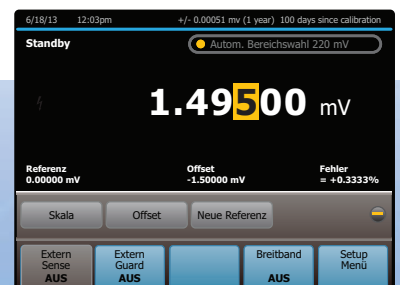 6/18/13 12:03pm +/- 0.00051 mv (1 year) 100 days since calibration
Standby Autom. Bereichswahl 220 mV
1.49500 mV
Referenz Offset Fehler
0.00000 mV -1.50000 mV = +0.3333%
Skala Offset Neue Referenz
Extern Extern Breitband Setup
Sense Guard Menü
AUS AUS AUS